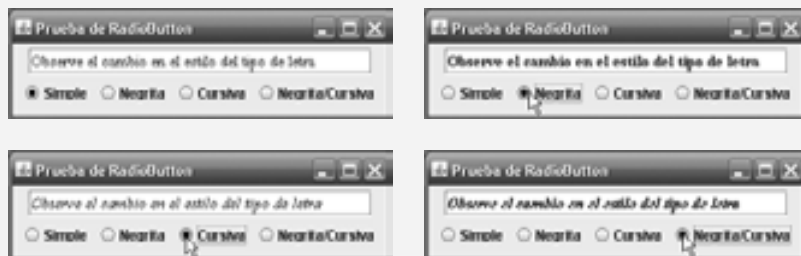 Prueba de RadioButton
Observe el cambio en el estilo del tipo de letra
Simple Negrita Cursiva Negrita/Cursiva
Prueba de RadioButton
Observe el cambio en el estilo del tipo de letra
Simple Negrita Cursiva Negrita/Cursiva
Prueba de RadioButton
Observe el cambio en el estilo del tipo de letra
Simple Negrita Cursiva Negrita/Cursiva
Prueba de RadioButton
Observe el cambio en el estilo del tipo de letra
Simple Negrita Cursiva Negrita/Cursiva